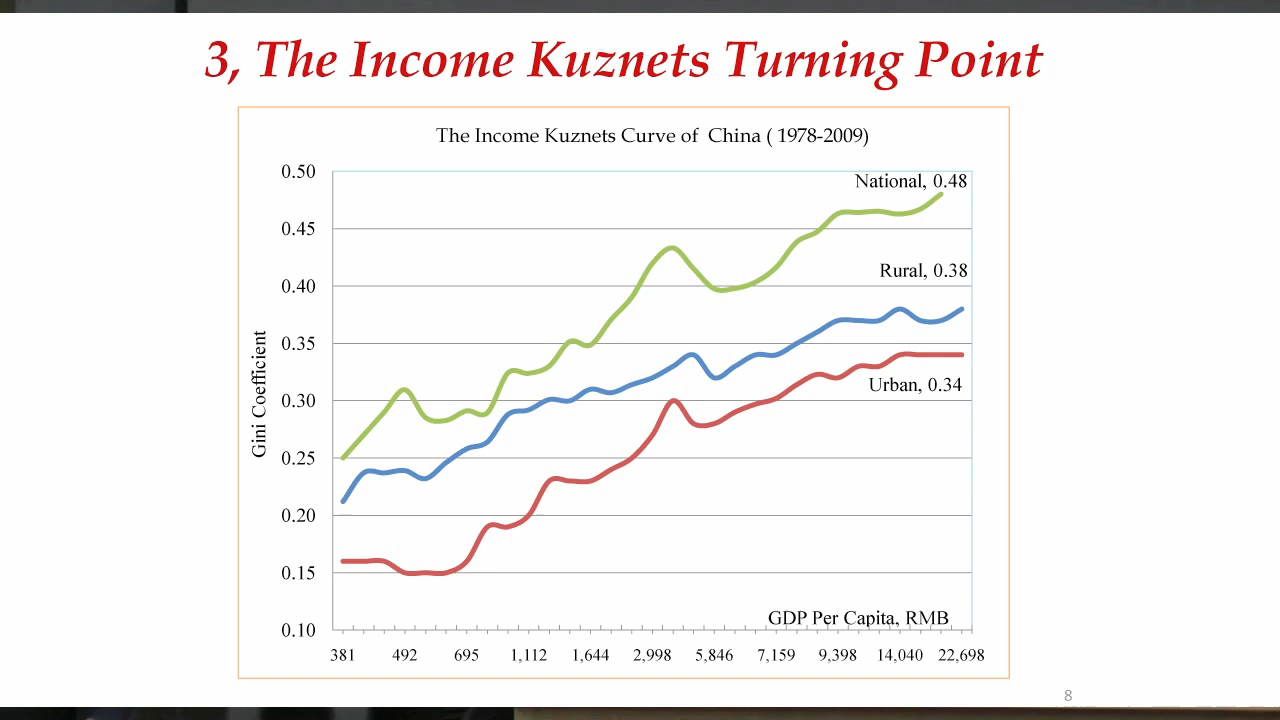 3, The Income Kuznets Turning Point
The Income Kuznets Curve of China ( 1978-2009)
0.50
0.45
0.40
0.35
0.30
0.25
0.20
0.15
0.10
Gini Coefficient
National, 0.48
Rural, 0.38
Urban, 0.34
GDP Per Capita, RMB
381 492 695 1,112 1,644 2,998 5,846 7,159 9,398 14,040 22,698
8